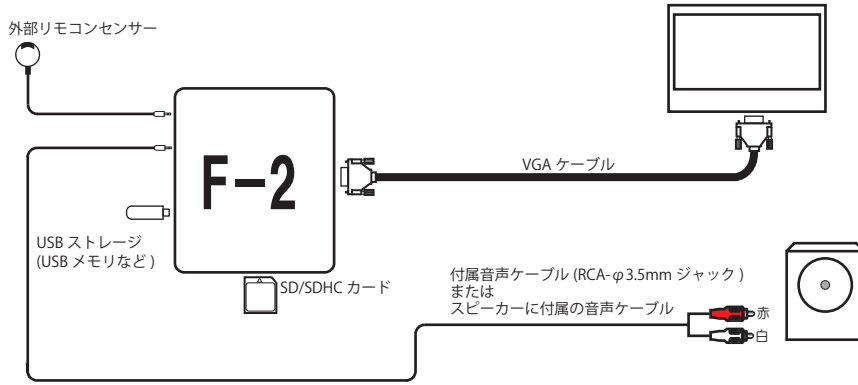 外部リモコンセンサー
F-2
VGA ケーブル
USB ストレージ
(USB メモリなど )
SD/SDHC カード
付属音声ケーブル (RCA-φ3.5mm ジャック )
または
スピーカーに付属の音声ケーブル
赤
白